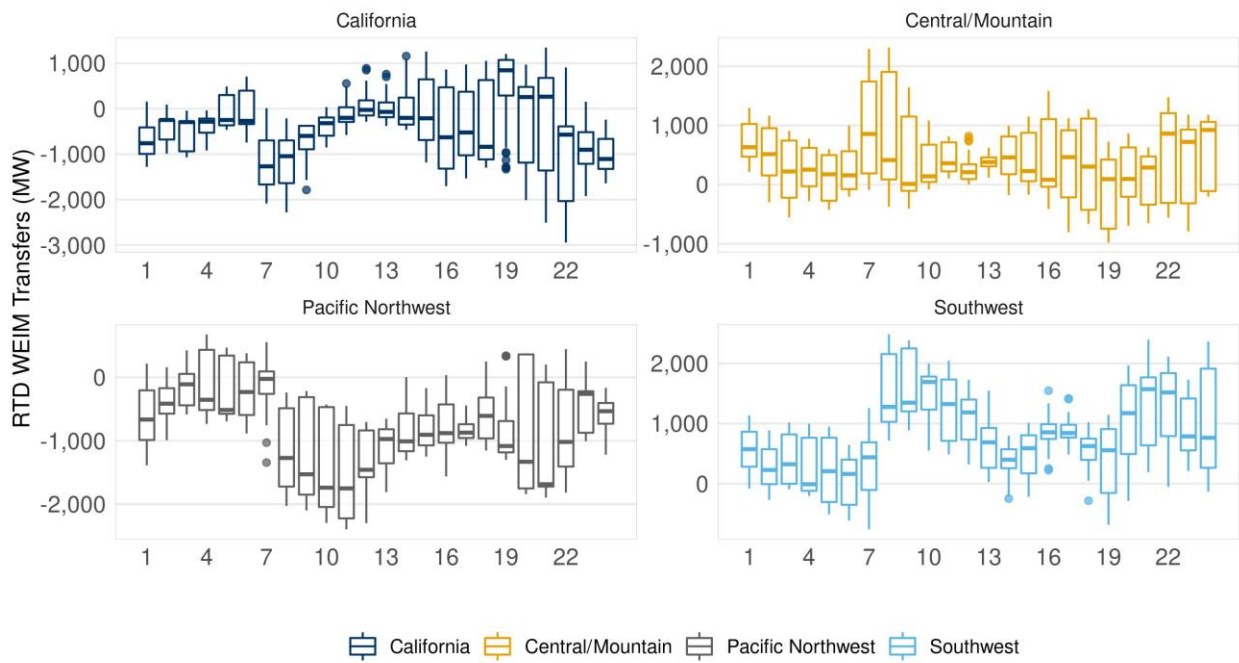 California
Central/Mountain
1,000
0
-1,000
-2,000
-3,000
2,000
1,000
0
-1,000
1 4 7 10 13 16 19 22
1 4 7 10 13 16 19 22
Pacific Northwest
Southwest
RTD WEIM Transfers (MW)
0
-1,000
-2,000
2,000
1,000
0
1 4 7 10 13 16 19 22
1 4 7 10 13 16 19 22
California Central/Mountain Pacific Northwest Southwest